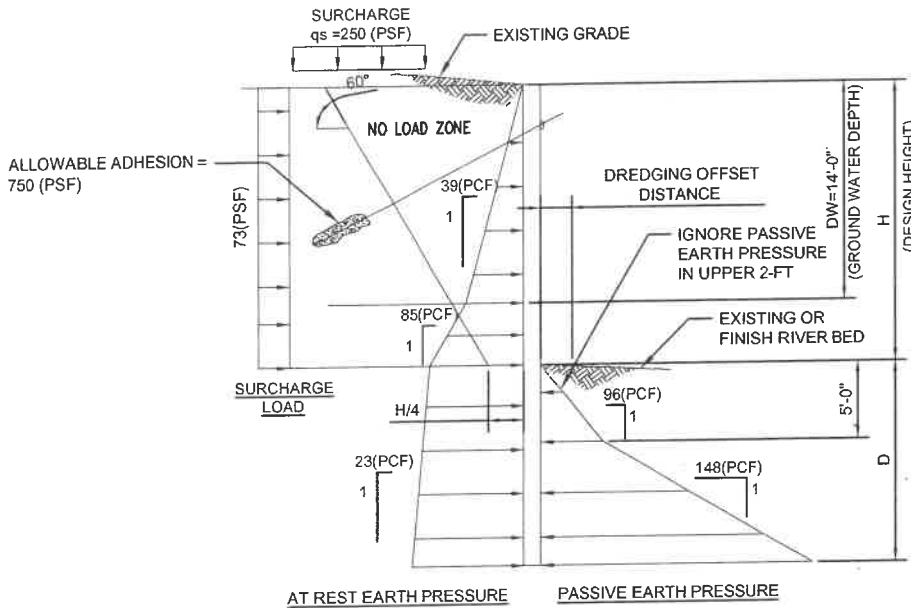 SURCHARGE
qs =250 (PSF)
EXISTING GRADE
60°
NO LOAD ZONE
ALLOWABLE ADHESION =
750 (PSF)
73(PSF)
39(PCF)
1
DREDGING OFFSET
DISTANCE
IGNORE PASSIVE
EARTH PRESSURE
IN UPPER 2-FT
DW=14'-0"
(GROUND WATER DEPTH)
H
(DESIGN HEIGHT)
85(PCF
1
EXISTING OR
FINISH RIVER BED
SURCHARGE
LOAD
H/4
96(PCF)
1
5'-0"
23(PCF)
1
148(PCF)
1
D
AT REST EARTH PRESSURE
PASSIVE EARTH PRESSURE